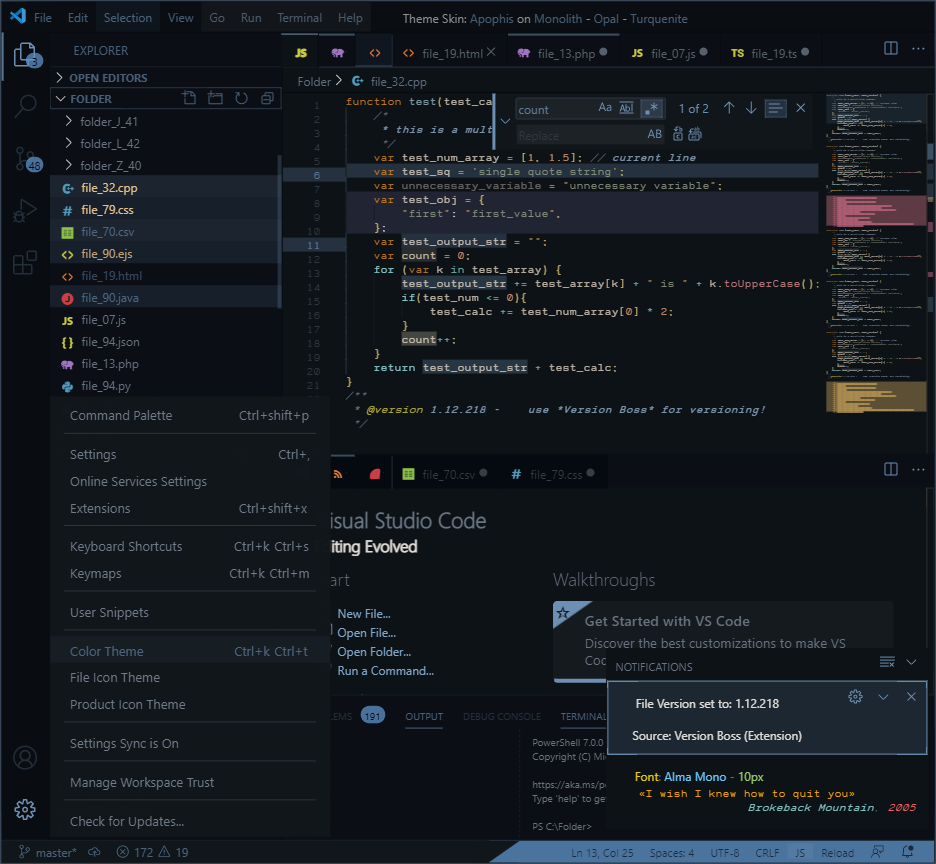 File Edit Selection View Go Run Terminal Help Theme Skin: Apophis on Monolith - Opal - Turquenite
3
EXPLORER
JS
<>
<> file_19.html
file_13.php
JS file_07.js
TS file_19.ts
OPEN EDITORS
FOLDER
folder_J_41
folder_L_42
folder_Z_40
48
file_32.cpp
# file_79.css
file_70.csv
<> file_90.ejs
<> file_19.html
J file_90.java
JS file_07.js
{} file_94.json
file_13.php
file_94.py
Folder > file_32.cpp
count Aa Abl .* 1 of 2
Replace AB
1 function test(test_ca
2 /*
3 * this is a mult
4 */
5 var test_num_array = [1, 1.5]; // current line
6 var test_sq = 'single quote string';
7 var unnecessary_variable = "unnecessary variable";
8 var test_obj = {
9 "first": "first_value",
10 };
11 var test_output_str = "";
12 var count = 0;
13 for (var k in test_array) {
14 test_output_str += test_array[k] + " is " + k.toUpperCase();
15 if(test_num <= 0){
16 test_calc += test_num_array[0] * 2;
17 }
18 count++;
19 }
20 return test_output_str + test_calc;
21 }
/**
* @version 1.12.218 - use *Version Boss* for versioning!
*/
Command Palette Ctrl+shift+p
Settings Ctrl+,
Online Services Settings
Extensions Ctrl+shift+x
Keyboard Shortcuts Ctrl+k Ctrl+s
Keymaps Ctrl+k Ctrl+m
User Snippets
Color Theme Ctrl+k Ctrl+t
File Icon Theme
Product Icon Theme
Settings Sync is On
Manage Workspace Trust
Check for Updates...
file_70.csv
# file_79.css
isual Studio Code
iting Evolved
art
New File...
Open File...
Open Folder...
Run a Command...
Walkthroughs
Get Started with VS Code
Discover the best customizations to make VS
Coc
NOTIFICATIONS
File Version set to: 1.12.218
Source: Version Boss (Extension)
LEMS 191 OUTPUT DEBUG CONSOLE TERMINAL
PowerShell 7.0.0
Copyright (C) Mi
https://aka.ms/p
Type 'help' to ge
PS C:\Folder>
Font: Alma Mono - 10px
«I wish I knew how to quit you»
Brokeback Mountain, 2005
master* 172 19 Ln 13, Col 25 Spaces: 4 UTF-8 CRLF JS Reload